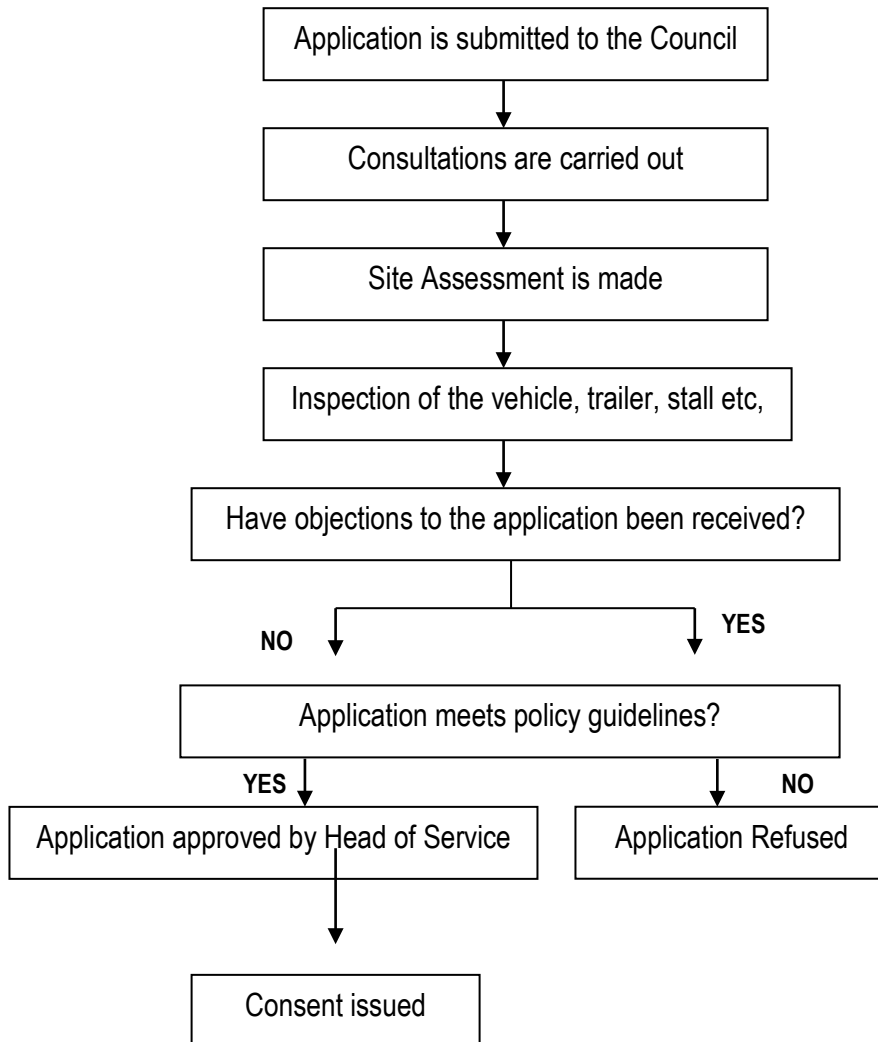 Application is submitted to the Council
Consultations are carried out
Site Assessment is made
Inspection of the vehicle, trailer, stall etc,
Have objections to the application been received?
NO
YES
Application meets policy guidelines?
YES
NO
Application approved by Head of Service
Application Refused
Consent issued